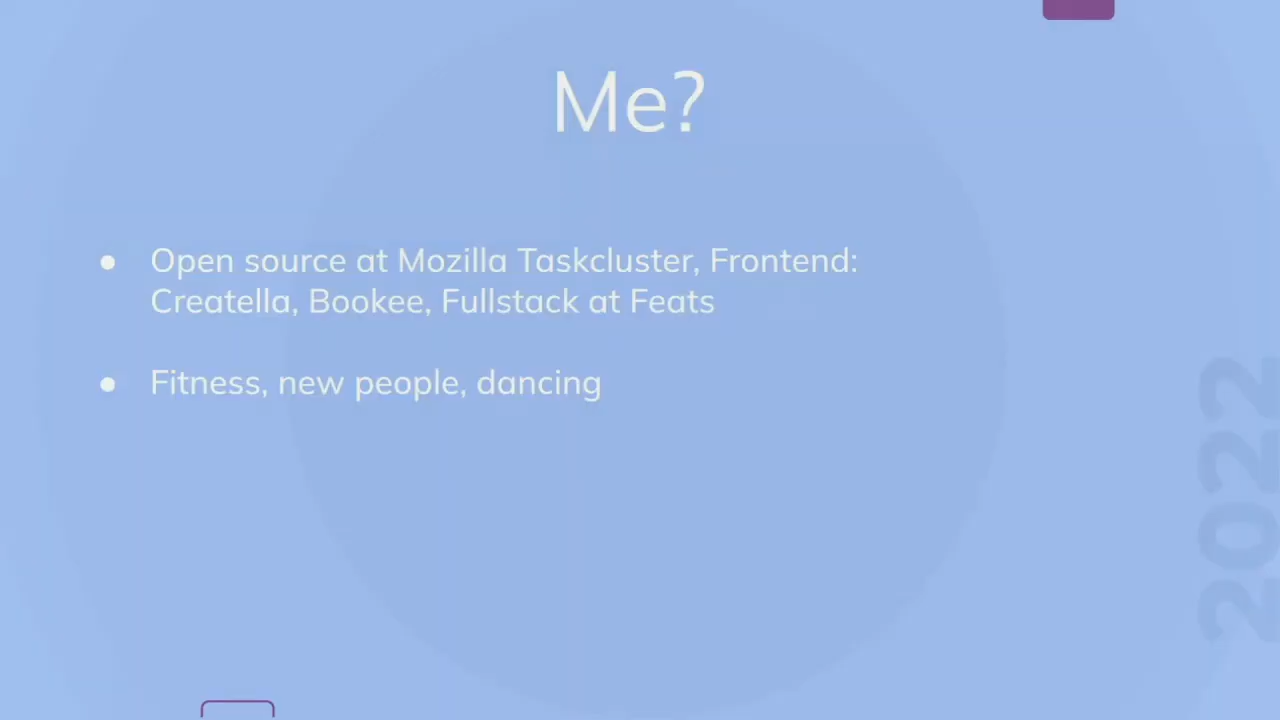 Me?
● Open source at Mozilla Taskcluster, Frontend:
Creatella, Bookee, Fullstack at Feats
● Fitness, new people, dancing
2022